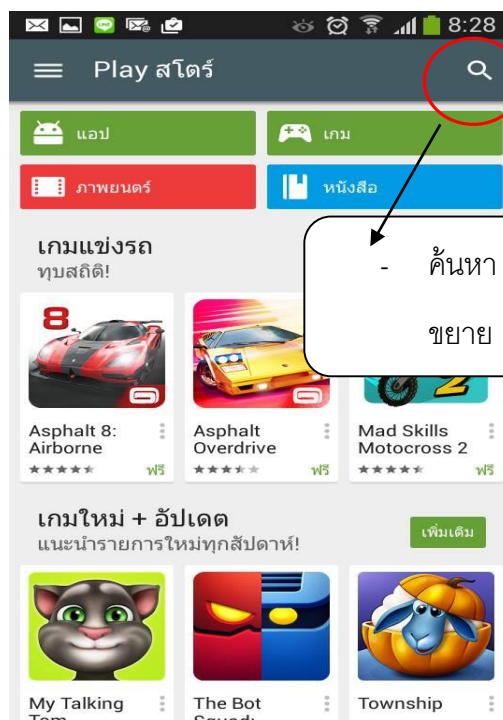 8:28
Play สโตร์
แอป
เกม
ภาพยนตร์
หนังสือ
เกมแข่งรถ
ทุบสถิติ!
- ค้นหา
ขยาย
8
2
Asphalt 8:
Airborne
ฟรี
Asphalt
Overdrive
ฟรี
Mad Skills
Motocross 2
ฟรี
เกมใหม่ + อัปเดต
แนะนำรายการใหม่ทุกสัปดาห์!
เพิ่มเติม
My Talking
Tom
The Bot
Squad:
Township